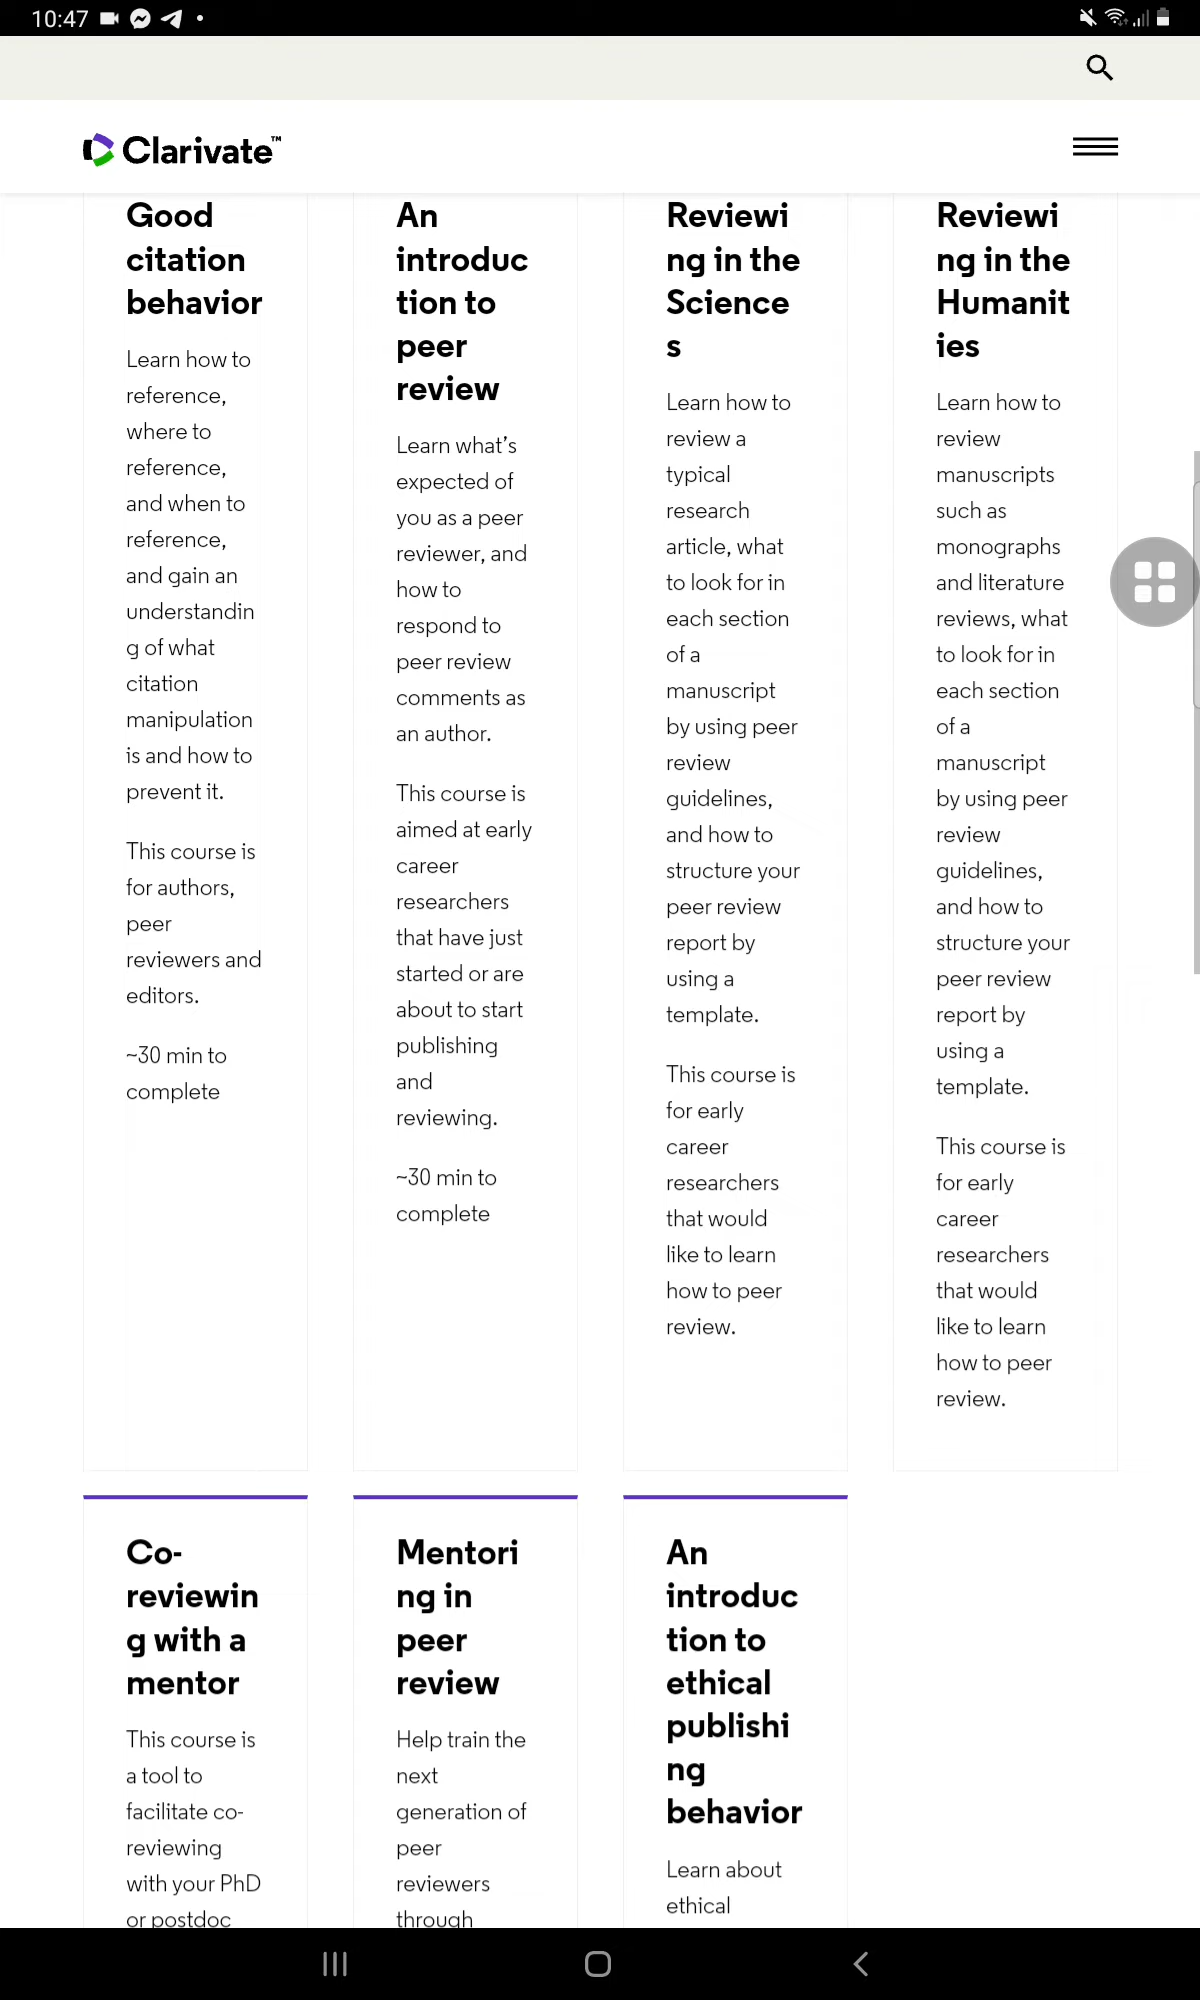 10:47
Clarivate™
Good
citation
behavior
Learn how to
reference,
where to
reference,
and when to
reference,
and gain an
understandin
g of what
citation
manipulation
is and how to
prevent it.
This course is
for authors,
peer
reviewers and
editors.
~30 min to
complete
An
introduc
tion to
peer
review
Learn what’s
expected of
you as a peer
reviewer, and
how to
respond to
peer review
comments as
an author.
This course is
aimed at early
career
researchers
that have just
started or are
about to start
publishing
and
reviewing.
~30 min to
complete
Reviewi
ng in the
Science
s
Learn how to
review a
typical
research
article, what
to look for in
each section
of a
manuscript
by using peer
review
guidelines,
and how to
structure your
peer review
report by
using a
template.
This course is
for early
career
researchers
that would
like to learn
how to peer
review.
Reviewi
ng in the
Humanit
ies
Learn how to
review
manuscripts
such as
monographs
and literature
reviews, what
to look for in
each section
of a
manuscript
by using peer
review
guidelines,
and how to
structure your
peer review
report by
using a
template.
This course is
for early
career
researchers
that would
like to learn
how to peer
review.
Co-
reviewin
g with a
mentor
This course is
a tool to
facilitate co-
reviewing
with your PhD
or postdoc
Mentori
ng in
peer
review
Help train the
next
generation of
peer
reviewers
through
An
introduc
tion to
ethical
publishi
ng
behavior
Learn about
ethical